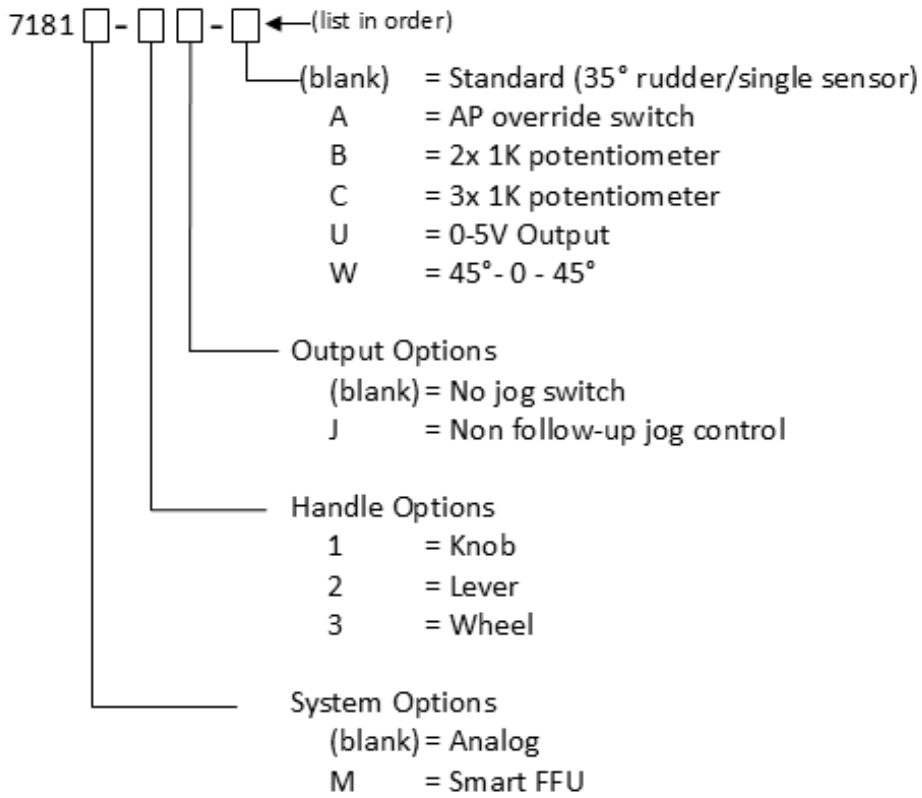 7181 - - (list in order)
(blank) = Standard (35° rudder/single sensor)
A = AP override switch
B = 2x 1K potentiometer
C = 3x 1K potentiometer
U = 0-5V Output
W = 45°- 0 - 45°
Output Options
(blank) = No jog switch
J = Non follow-up jog control
Handle Options
1 = Knob
2 = Lever
3 = Wheel
System Options
(blank) = Analog
M = Smart FFU